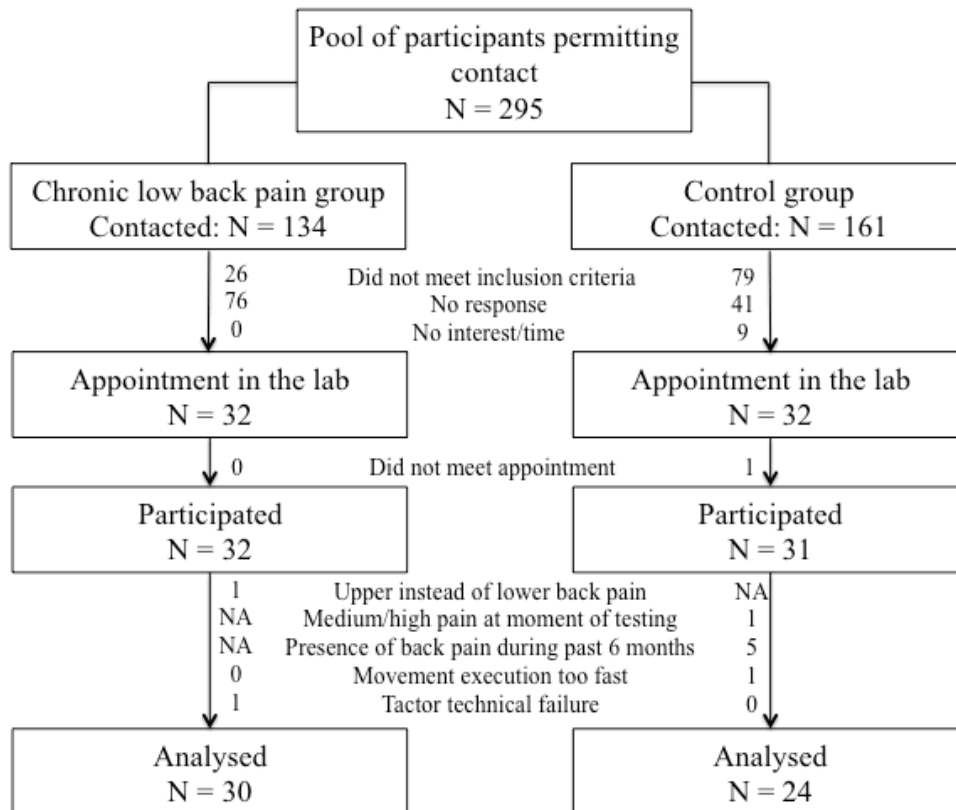 Pool of participants permitting
contact
N = 295
Chronic low back pain group
Contacted: N = 134
Control group
Contacted: N = 161
26 Did not meet inclusion criteria 79
76 No response 41
0 No interest/time 9
Appointment in the lab
N = 32
Appointment in the lab
N = 32
0 Did not meet appointment 1
Participated
N = 32
Participated
N = 31
1 Upper instead of lower back pain NA
NA Medium/high pain at moment of testing 1
NA Presence of back pain during past 6 months 5
0 Movement execution too fast 1
1 Tactor technical failure 0
Analysed
N = 30
Analysed
N = 24